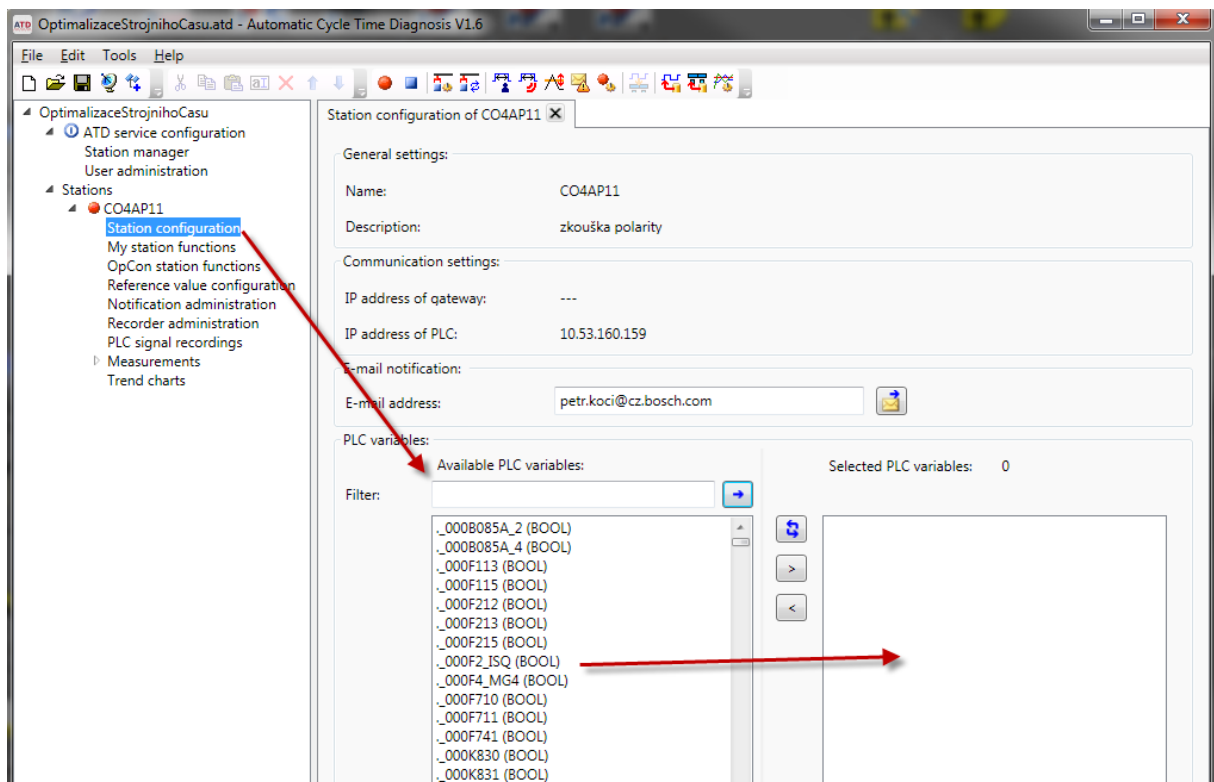 OptimalizaceStrojnihoCasu.atd - Automatic Cycle Time Diagnosis V1.6
File Edit Tools Help
OptimalizaceStrojnihoCasu
ATD service configuration
Station manager
User administration
Stations
CO4AP11
Station configuration
My station functions
OpCon station functions
Reference value configuration
Notification administration
Recorder administration
PLC signal recordings
Measurements
Trend charts
Station configuration of CO4AP11
General settings:
Name: CO4AP11
Description: zkouška polarity
Communication settings:
IP address of gateway: ---
IP address of PLC: 10.53.160.159
E-mail notification:
E-mail address: petr.koci@cz.bosch.com
PLC variables:
Available PLC variables: Selected PLC variables: 0
Filter:
._000B085A_2 (BOOL)
._000B085A_4 (BOOL)
._000F113 (BOOL)
._000F115 (BOOL)
._000F212 (BOOL)
._000F213 (BOOL)
._000F215 (BOOL)
._000F2_ISQ (BOOL)
._000F4_MG4 (BOOL)
._000F710 (BOOL)
._000F711 (BOOL)
._000F741 (BOOL)
._000K830 (BOOL)
._000K831 (BOOL)